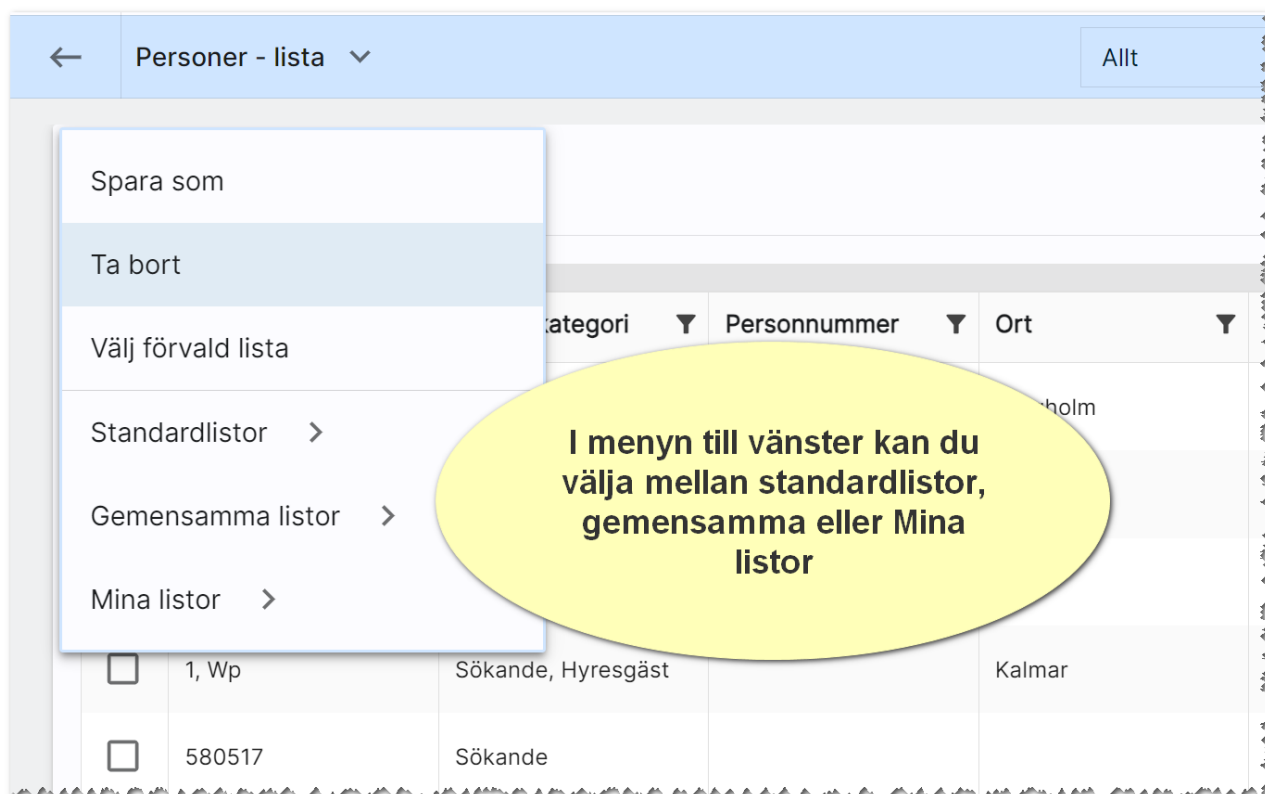 Personer - lista
Allt
Spara som
Ta bort
Välj förvald lista
Standardlistor
Gemensamma listor
Mina listor
Personnummer
Ort
I menyn till vänster kan du
välja mellan standardlistor,
gemensamma eller Mina
listor
1, Wp Sökande, Hyresgäst Kalmar
580517 Sökande